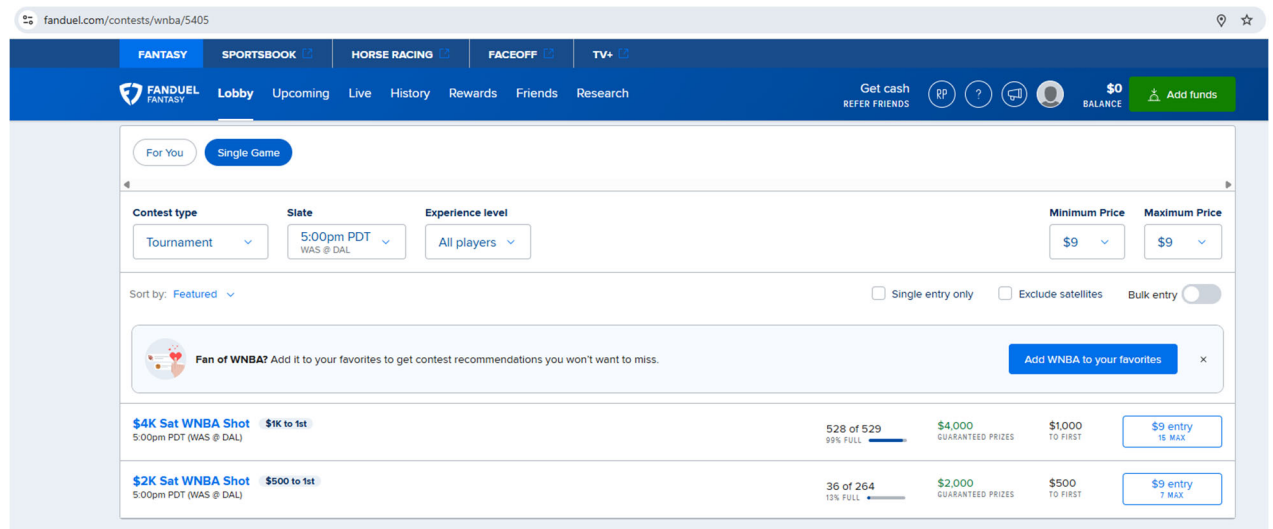 fanduel.com/contests/wnba/5405
FANTASY SPORTSBOOK HORSE RACING FACEOFF TV+
FANDUEL FANTASY Lobby Upcoming Live History Rewards Friends Research Get cash REFER FRIENDS RP ? $0 BALANCE Add funds
For You Single Game
Contest type Slate Experience level Minimum Price Maximum Price
Tournament 5:00pm PDT All players $9 $9
WAS @ DAL
Sort by: Featured Single entry only Exclude satellites Bulk entry
Fan of WNBA? Add it to your favorites to get contest recommendations you won't want to miss. Add WNBA to your favorites ×
$4K Sat WNBA Shot $1K to 1st 528 of 529 $4,000 $1,000 $9 entry
5:00pm PDT (WAS @ DAL) 99% FULL GUARANTEED PRIZES TO FIRST 15 MAX
$2K Sat WNBA Shot $500 to 1st 36 of 264 $2,000 $500 $9 entry
5:00pm PDT (WAS @ DAL) 13% FULL GUARANTEED PRIZES TO FIRST 7 MAX